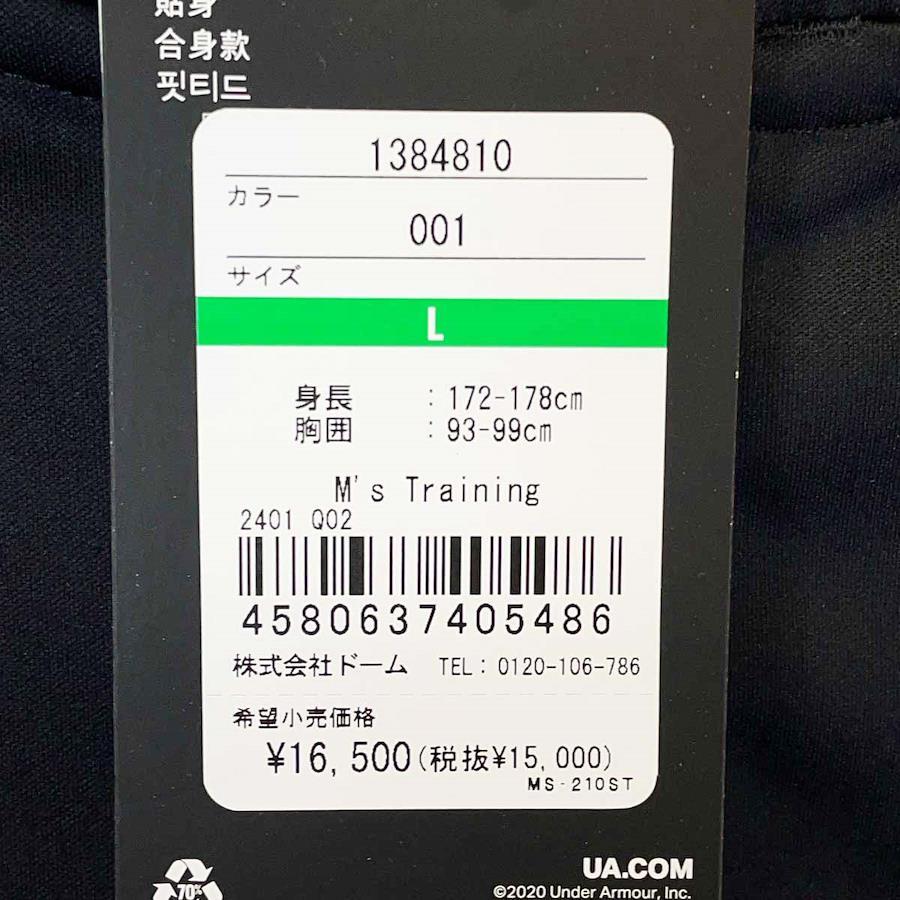 貼身
合身款
핏티드
1384810
カラー
001
サイズ
L
身長 : 172-178cm
胸囲 : 93-99cm
M's Training
2401 Q02
4580637405486
株式会社ドーム TEL: 0120-106-786
希望小売価格
¥16,500(税抜¥15,000)
MS-210ST
70%
UA.COM
©2020 Under Armour, Inc.